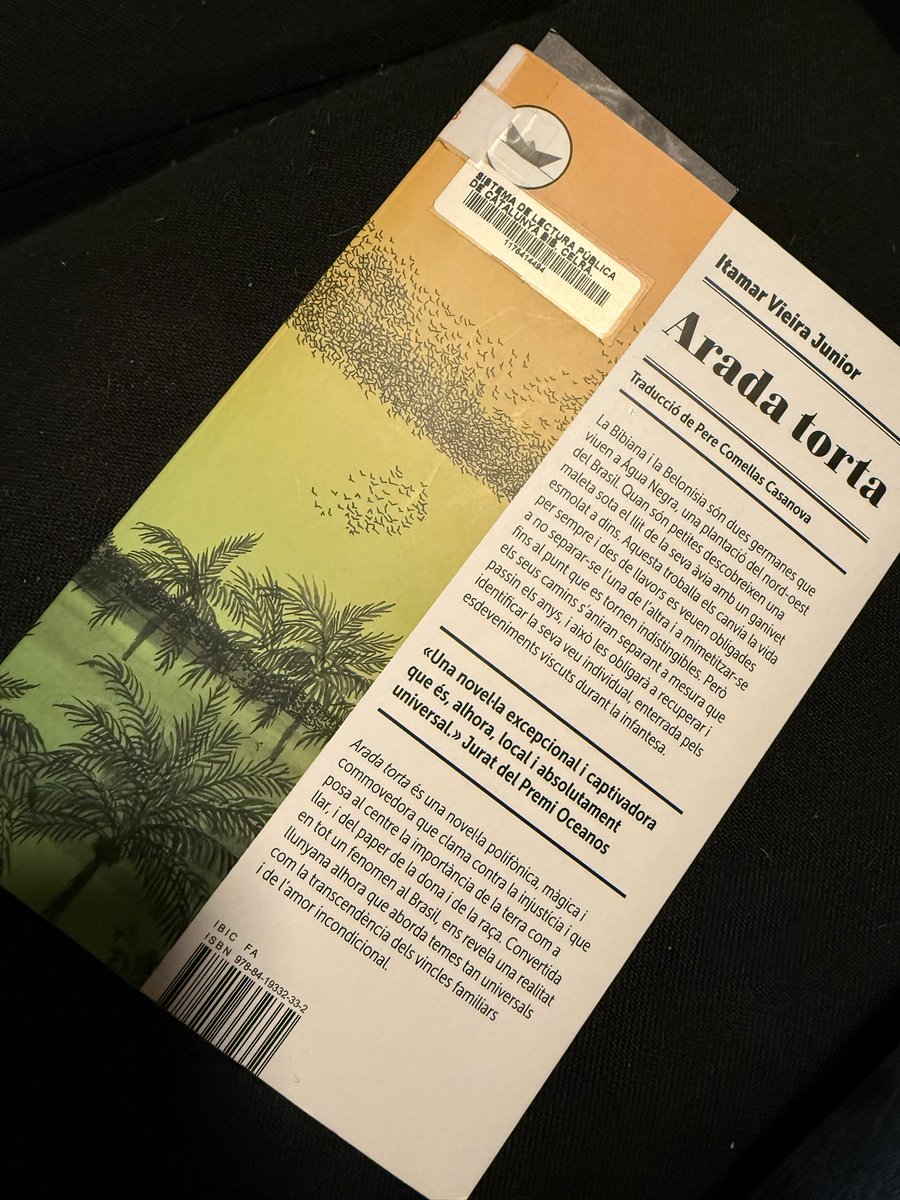 SISTEMA DE LECTURA PÚBLICA
DE CATALUNYA BIB. CELRÀ
1178414494
Itamar Vieira Junior
Arada torta
Traducció de Pere Comellas Casanova
La Bibiana i la Belonísia són dues germanes que
viuen a Água Negra, una plantació del nord-oest
del Brasil. Quan són petites descobreixen una
maleta sota el llit de la seva àvia amb un ganivet
esmolat a dins. Aquesta troballa els canvia la vida
per sempre i des de llavors es veuen obligades
a no separar-se l'una de l'altra i a mimetitzar-se
fins al punt que es tornen indistingibles. Però
els seus camins s'aniran separant a mesura que
passin els anys, i això les obligarà a recuperar i
identificar la seva veu individual, enterrada pels
esdeveniments viscuts durant la infantesa.
«Una novel·la excepcional i captivadora
que és, alhora, local i absolutament
universal.» Jurat del Premi Oceanos
Arada torta és una novel·la polifònica, màgica i
commovedora que clama contra la injustícia i que
posa al centre la importància de la terra com a
llar, i del paper de la dona i de la raça. Convertida
en tot un fenomen al Brasil, ens revela una realitat
llunyana alhora que aborda temes tan universals
com la transcendència dels vincles familiars
i de l'amor incondicional.
IBIC FA
ISBN 978-84-19332-33-2